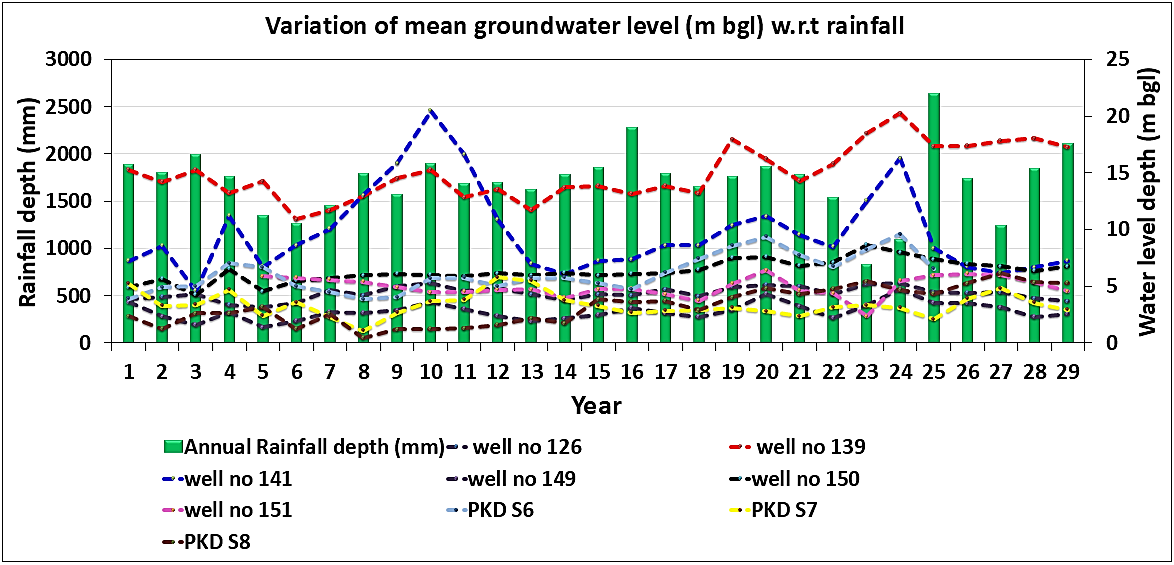 Variation of mean groundwater level (m bgl) w.r.t rainfall
3000
2500
2000
1500
1000
500
0
Rainfall depth (mm)
25
20
15
10
5
0
Water level depth (m bgl)
1 2 3 4 5 6 7 8 9 10 11 12 13 14 15 16 17 18 19 20 21 22 23 24 25 26 27 28 29
Year
Annual Rainfall depth (mm) well no 126 well no 139
well no 141 well no 149 well no 150
well no 151 PKD S6 PKD S7
PKD S8